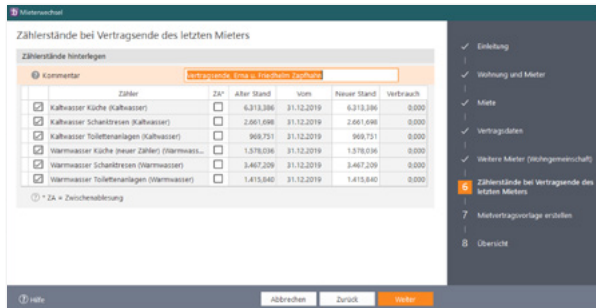 Mieterwechsel
Zählerstände bei Vertragsende des letzten Mieters
Zählerstände hinterlegen
Kommentar Vertragsende, Erna u. Friedhelm Zapfhahn
Zähler ZA* Alter Stand Vom Neuer Stand Verbrauch
Kaltwasser Küche (Kaltwasser) 6.313,386 31.12.2019 6.313,386 0,000
Kaltwasser Schanktresen (Kaltwasser) 2.661,698 31.12.2019 2.661,698 0,000
Kaltwasser Toilettenanlagen (Kaltwasser) 969,751 31.12.2019 969,751 0,000
Warmwasser Küche (neuer Zähler) (Warmwass... 1.578,036 31.12.2019 1.578,036 0,000
Warmwasser Schanktresen (Warmwasser) 3.467,209 31.12.2019 3.467,209 0,000
Warmwasser Toilettenanlagen (Warmwasser) 1.415,640 31.12.2019 1.415,640 0,000
* ZA = Zwischenablesung
Einleitung
Wohnung und Mieter
Miete
Vertragsdaten
Weitere Mieter (Wohngemeinschaft)
6 Zählerstände bei Vertragsende des
letzten Mieters
7 Mietvertragsvorlage erstellen
8 Übersicht
Hilfe Abbrechen Zurück Weiter